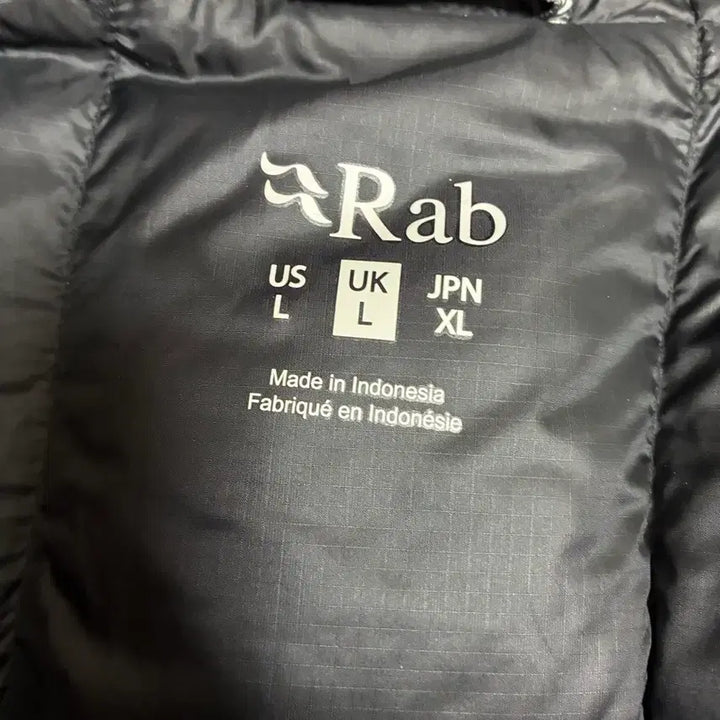 Rab
US UK JPN
L L XL
Made in Indonesia
Fabriqué en Indonésie